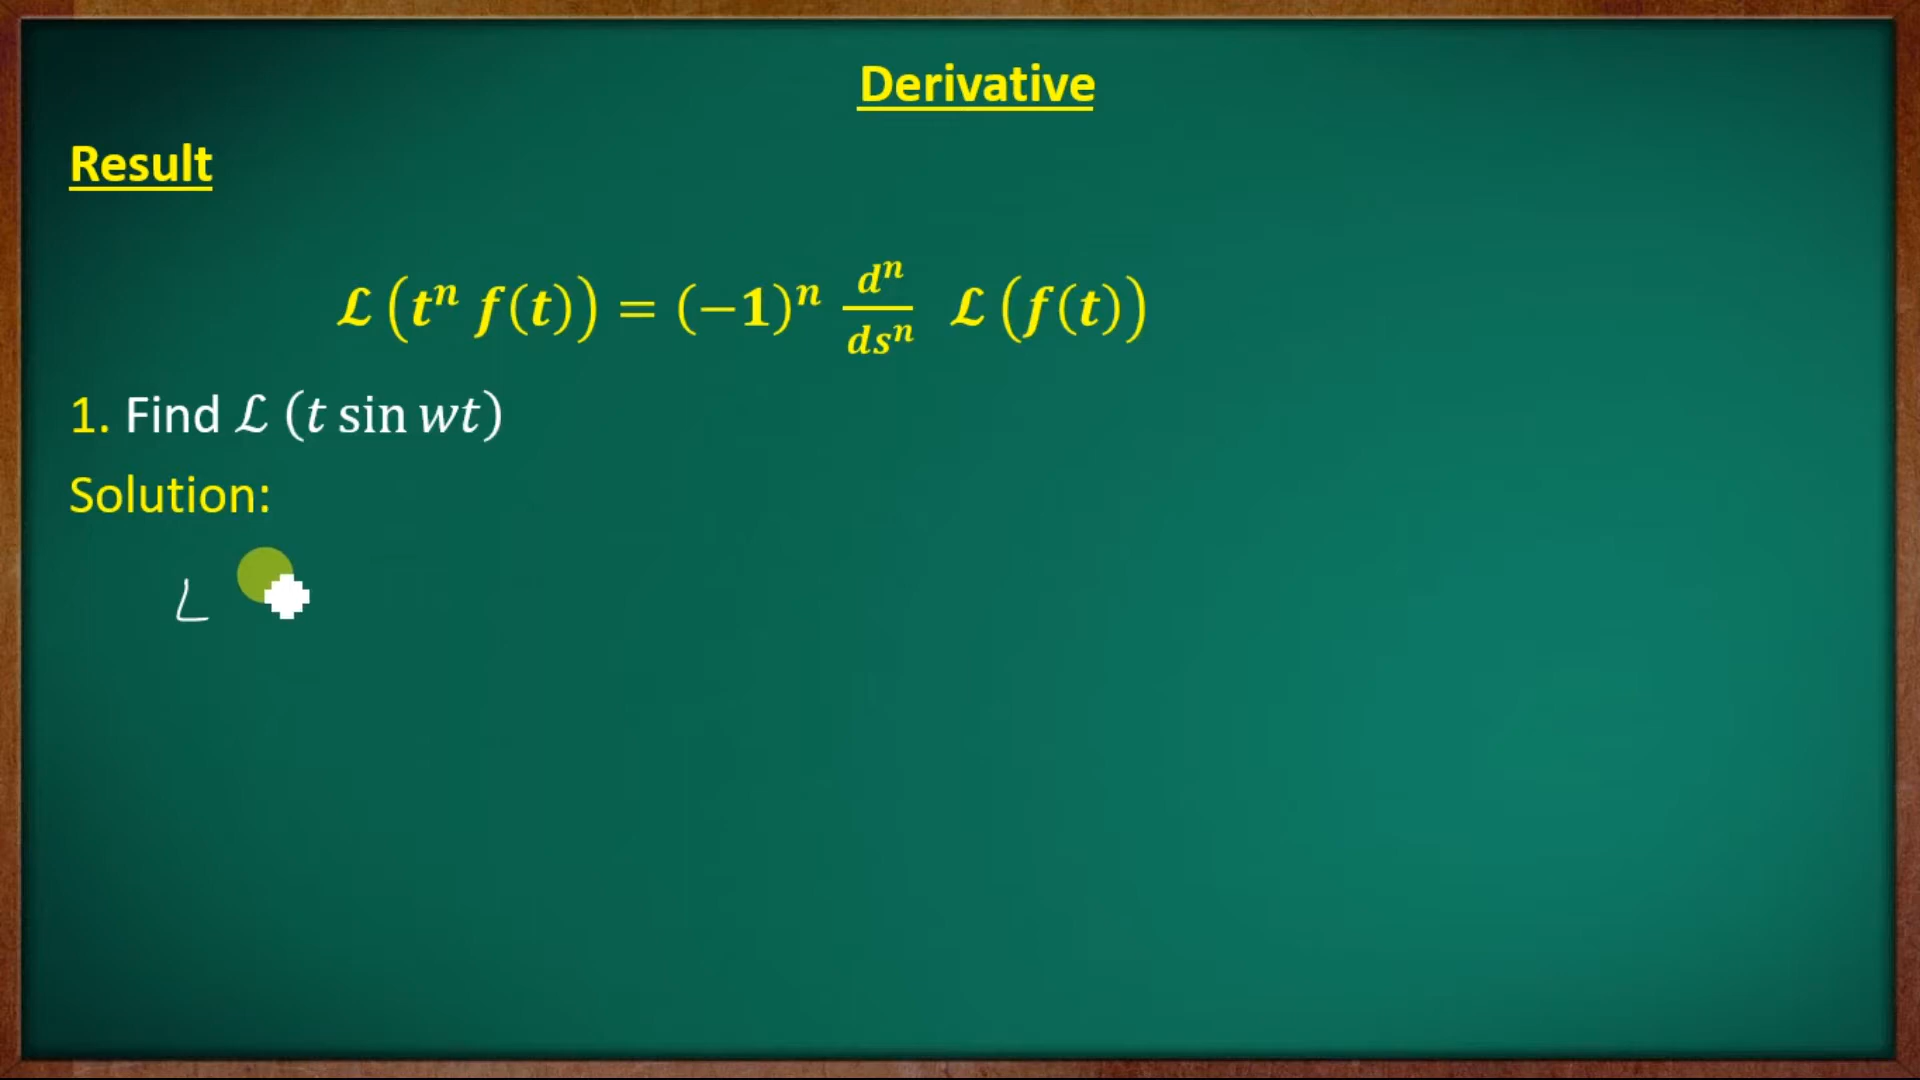 Derivative
Result
ℒ (tⁿ f(t)) = (−1)ⁿ dⁿ/dsⁿ ℒ (f(t))
1. Find ℒ (t sin wt)
Solution:
L